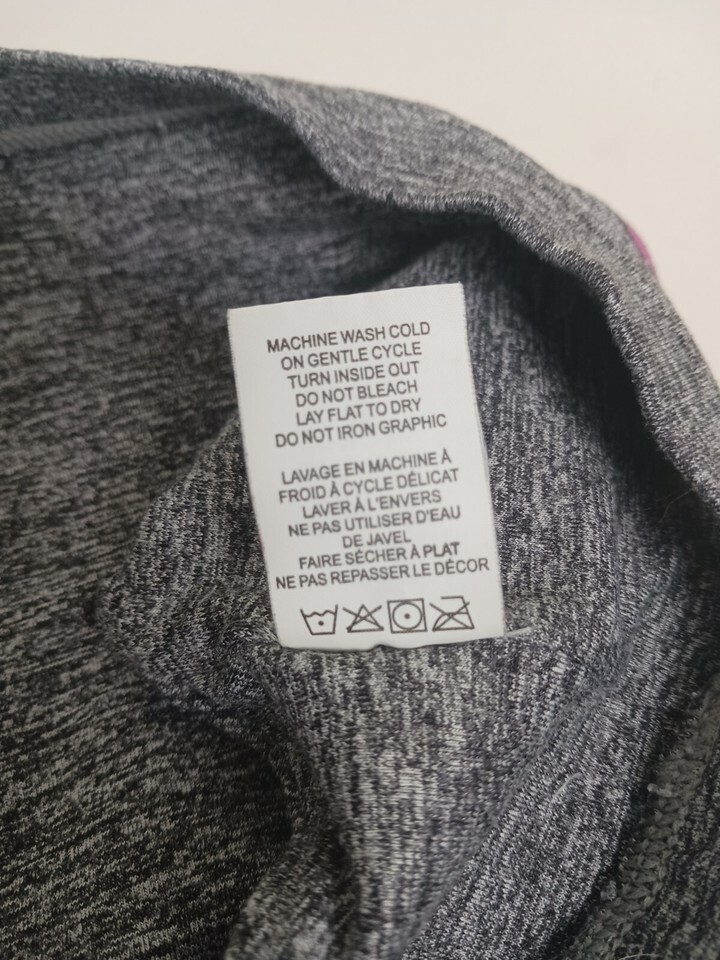 MACHINE WASH COLD
ON GENTLE CYCLE
TURN INSIDE OUT
DO NOT BLEACH
LAY FLAT TO DRY
DO NOT IRON GRAPHIC
LAVAGE EN MACHINE À
FROID À CYCLE DÉLICAT
LAVER À L'ENVERS
NE PAS UTILISER D'EAU
DE JAVEL
FAIRE SÉCHER À PLAT
NE PAS REPASSER LE DÉCOR